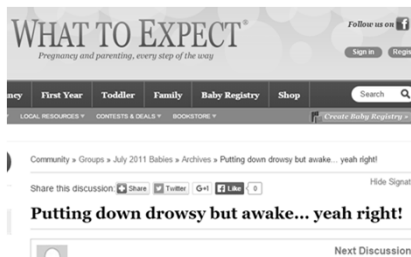 WHAT TO EXPECT®
Follow us on f
Pregnancy and parenting, every step of the way
Sign in
First Year Toddler Family Baby Registry Shop Search
LOCAL RESOURCES CONTESTS & DEALS BOOKSTORE Create Baby Registry »
Community » Groups » July 2011 Babies » Archives » Putting down drowsy but awake... yeah right!
Hide Signat
Share this discussion: Share Twitter G+1 Like 0
Putting down drowsy but awake... yeah right!
Next Discussion